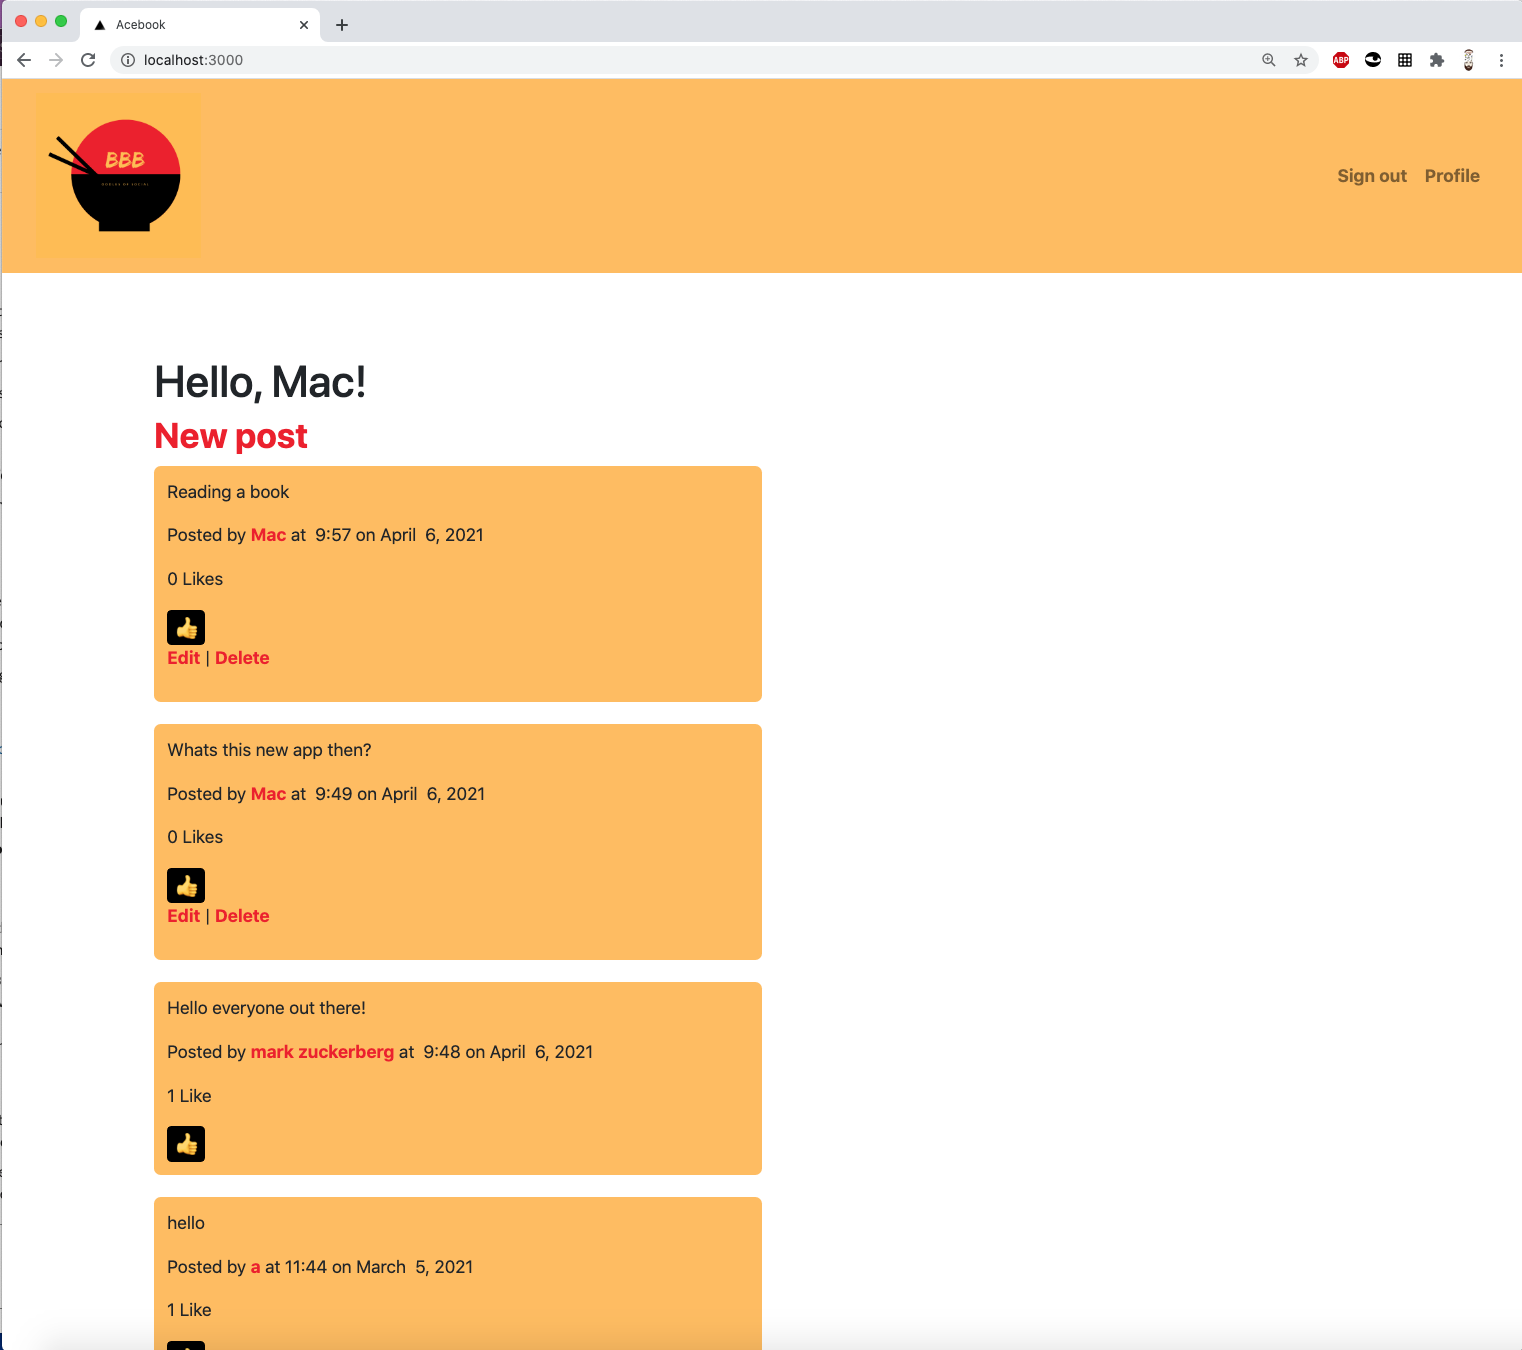 Acebook
localhost:3000
ABP
BBB
Sign out Profile
Hello, Mac!
New post
Reading a book
Posted by Mac at  9:57 on April  6, 2021
0 Likes
Edit | Delete
Whats this new app then?
Posted by Mac at  9:49 on April  6, 2021
0 Likes
Edit | Delete
Hello everyone out there!
Posted by mark zuckerberg at  9:48 on April  6, 2021
1 Like
hello
Posted by a at 11:44 on March  5, 2021
1 Like